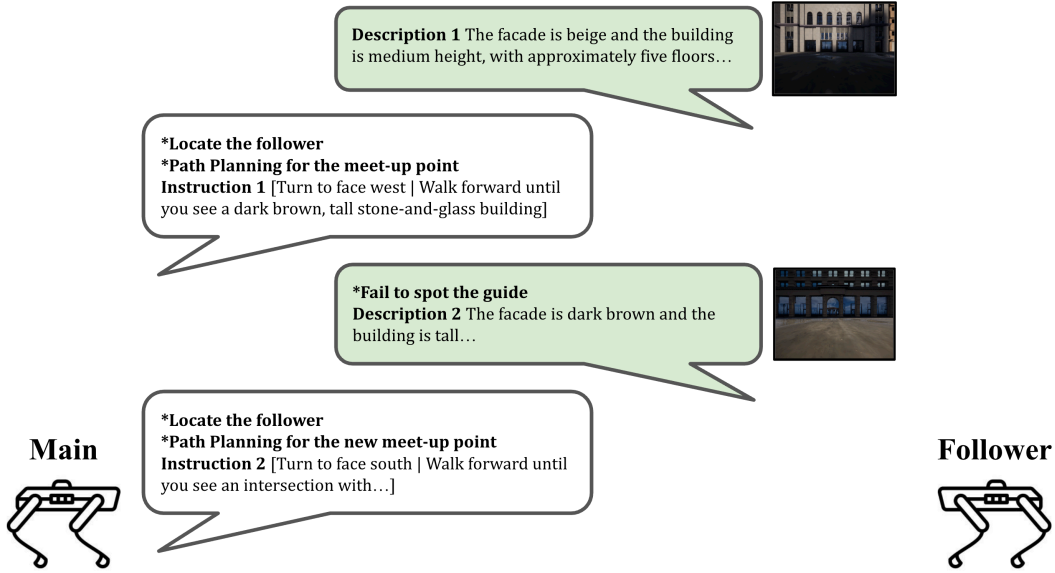 Description 1 The facade is beige and the building
is medium height, with approximately five floors…
*Locate the follower
*Path Planning for the meet-up point
Instruction 1 [Turn to face west | Walk forward until
you see a dark brown, tall stone-and-glass building]
*Fail to spot the guide
Description 2 The facade is dark brown and the
building is tall…
*Locate the follower
*Path Planning for the new meet-up point
Instruction 2 [Turn to face south | Walk forward until
you see an intersection with…]
Main
Follower